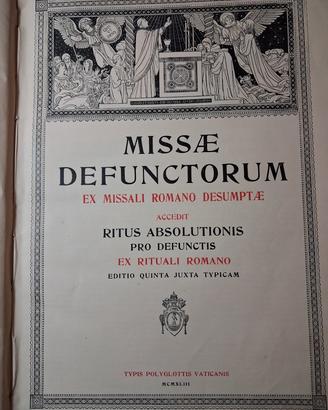 MISSÆ
DEFUNCTORUM
EX MISSALI ROMANO DESUMPTÆ
ACCEDIT
RITUS ABSOLUTIONIS
PRO DEFUNCTIS
EX RITUALI ROMANO
EDITIO QUINTA JUXTA TYPICAM
TYPIS POLYGLOTTIS VATICANIS
MCMXLIII